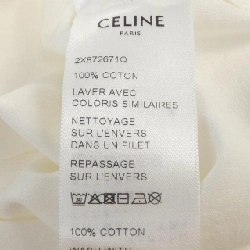 CELINE
PARIS
2X672671Q
100% COTON
LAVER AVEC
COLORIS SIMILAIRES
NETTOYAGE
SUR L'ENVERS
DANS UN FILET
REPASSAGE
SUR L'ENVERS
100% COTTON